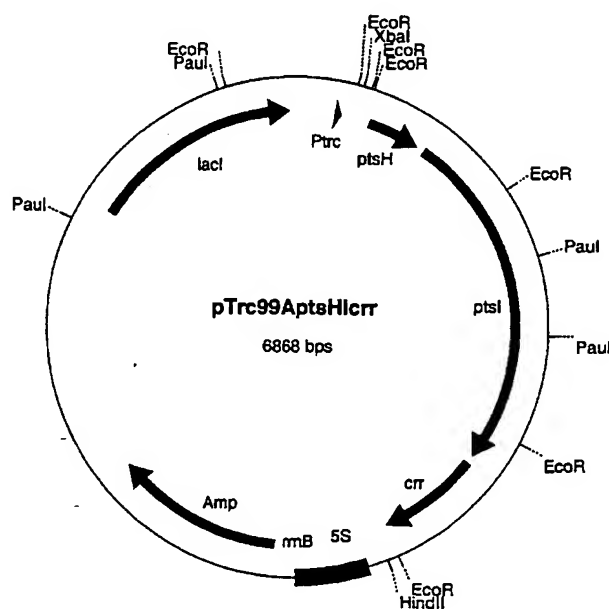 EcoR
XbaI
EcoR
EcoR
EcoR
PauI
Ptrc
ptsH
lacI
EcoR
PauI
PauI
pTrc99AptsHIcrr
6868 bps
ptsI
PauI
EcoR
crr
Amp
rrnB
5S
EcoR
HindII